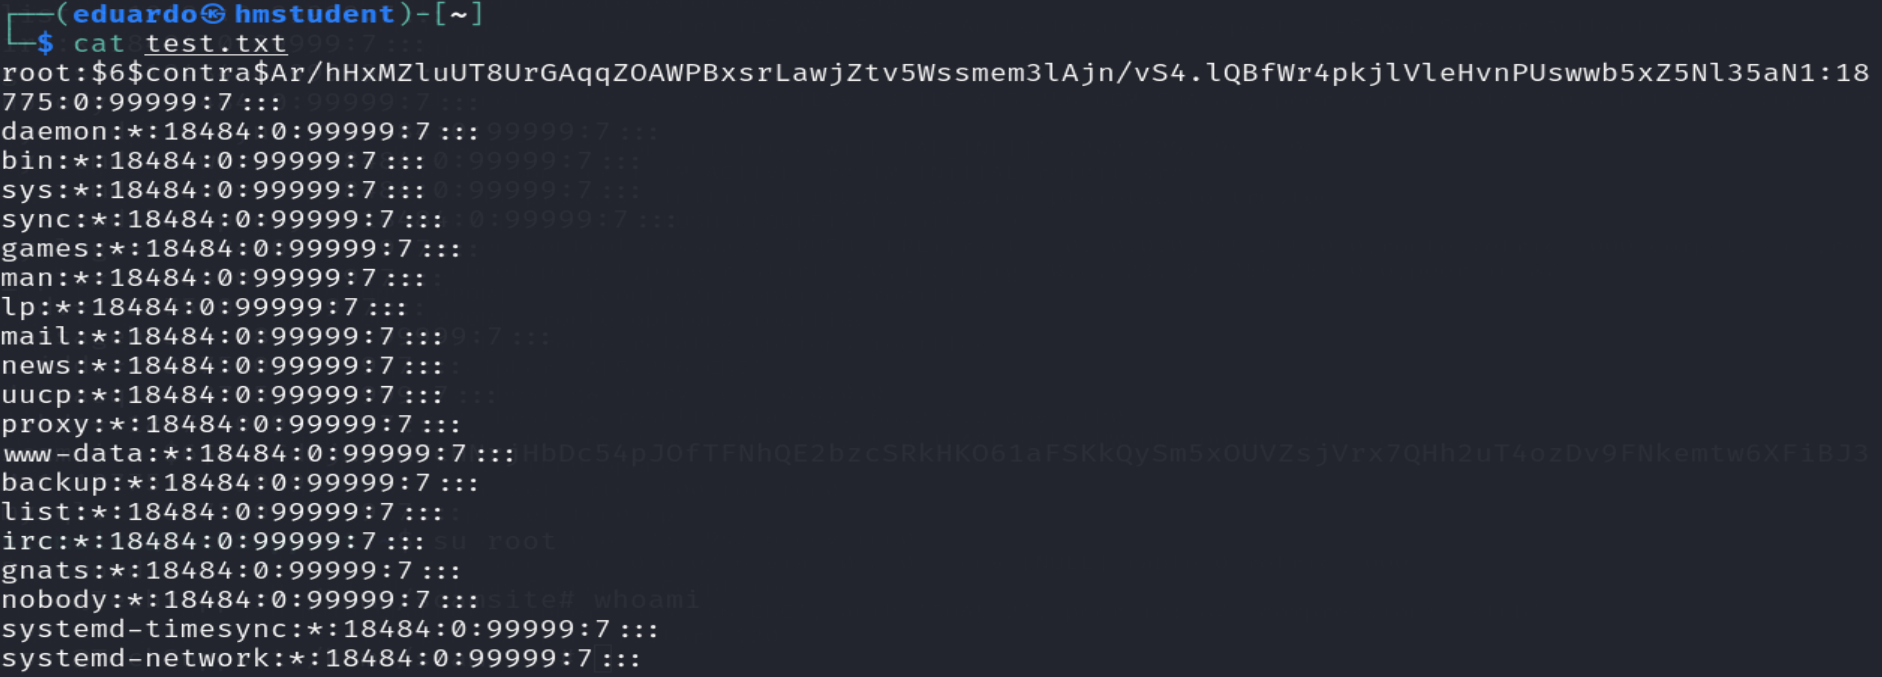 ┌──(eduardo㉿hmstudent)-[~]
└─$ cat test.txt
root:$6$contra$Ar/hHxMZluUT8UrGAqqZOAWPBxsrLawjZtv5Wssmem3lAjn/vS4.lQBfWr4pkjlVleHvnPUswwb5xZ5Nl35aN1:18
775:0:99999:7:::
daemon:*:18484:0:99999:7:::
bin:*:18484:0:99999:7:::
sys:*:18484:0:99999:7:::
sync:*:18484:0:99999:7:::
games:*:18484:0:99999:7:::
man:*:18484:0:99999:7:::
lp:*:18484:0:99999:7:::
mail:*:18484:0:99999:7:::
news:*:18484:0:99999:7:::
uucp:*:18484:0:99999:7:::
proxy:*:18484:0:99999:7:::
www-data:*:18484:0:99999:7:::
backup:*:18484:0:99999:7:::
list:*:18484:0:99999:7:::
irc:*:18484:0:99999:7:::
gnats:*:18484:0:99999:7:::
nobody:*:18484:0:99999:7:::
systemd-timesync:*:18484:0:99999:7:::
systemd-network:*:18484:0:99999:7:::